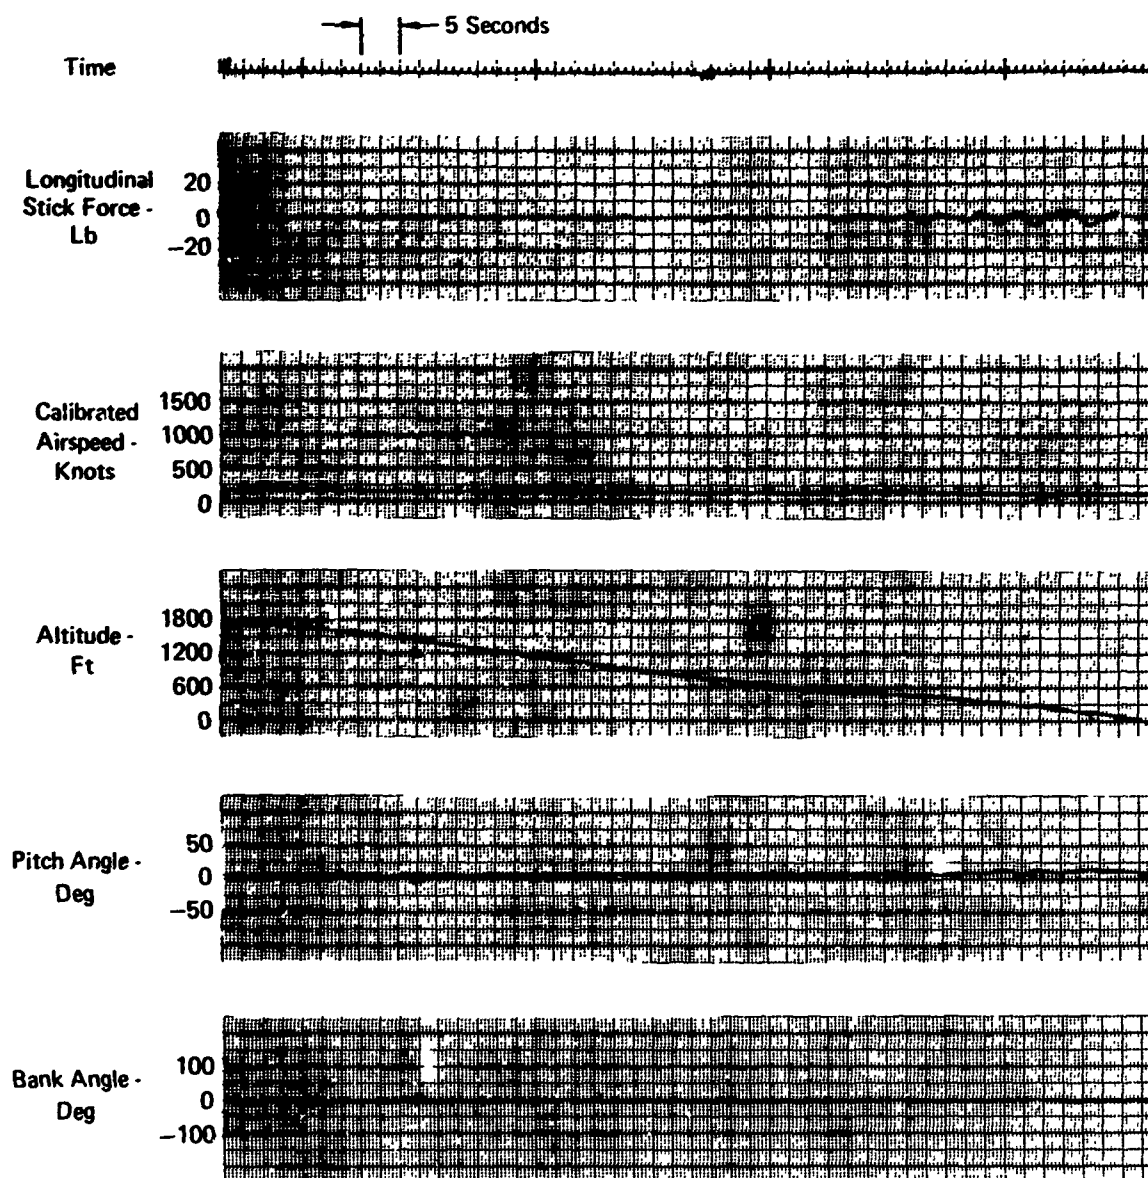 5 Seconds
Time
Longitudinal
Stick Force -
Lb
20
0
−20
Calibrated
Airspeed -
Knots
1500
1000
500
0
Altitude -
Ft
1800
1200
600
0
Pitch Angle -
Deg
50
0
−50
Bank Angle -
Deg
100
0
−100